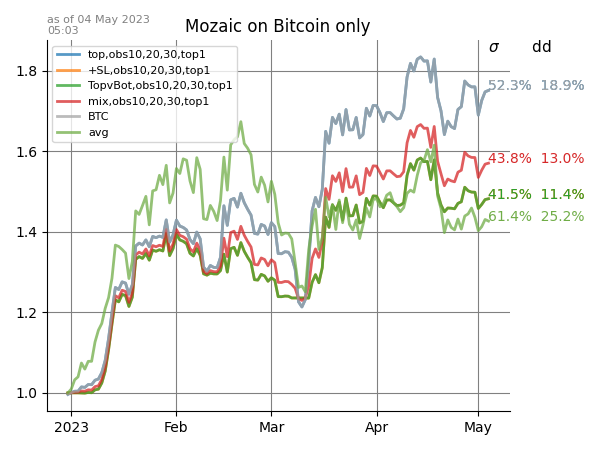 as of 04 May 2023
05:03
Mozaic on Bitcoin only
σ dd
top,obs10,20,30,top1
+SL,obs10,20,30,top1
TopvBot,obs10,20,30,top1
mix,obs10,20,30,top1
BTC
avg
1.8
1.6
1.4
1.2
1.0
52.3% 18.9%
43.8% 13.0%
41.5% 11.4%
61.4% 25.2%
2023 Feb Mar Apr May